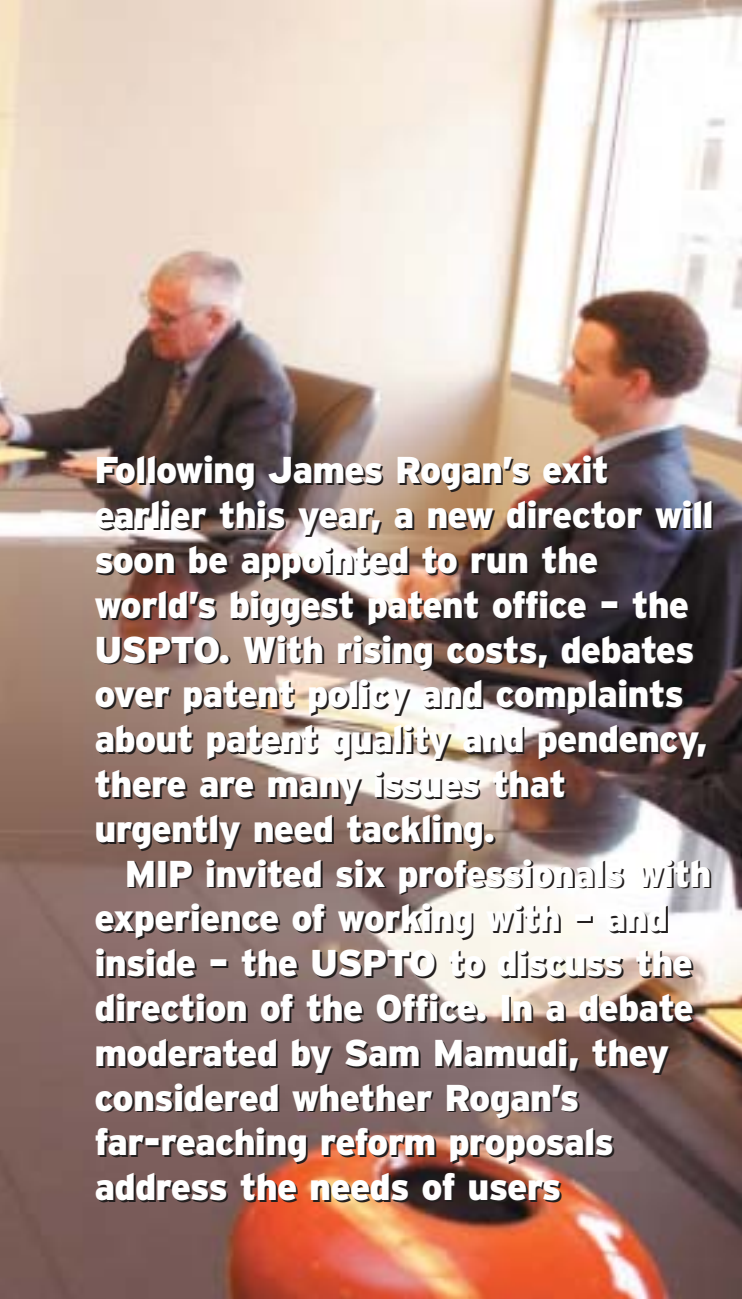 Following James Rogan's exit
earlier this year, a new director will
soon be appointed to run the
world's biggest patent office – the
USPTO. With rising costs, debates
over patent policy and complaints
about patent quality and pendency,
there are many issues that
urgently need tackling.
MIP invited six professionals with
experience of working with – and
inside – the USPTO to discuss the
direction of the Office. In a debate
moderated by Sam Mamudi, they
considered whether Rogan's
far-reaching reform proposals
address the needs of users